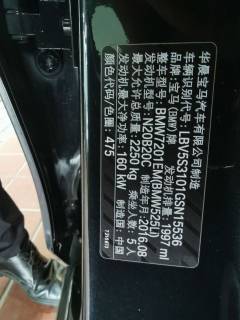 华晨宝马汽车有限公司制造
车辆识别代号: LBV5S3101GSN15536
品牌: 宝马(BMW)牌
整车型号: BMW7201EM(BMW525Li)
发动机型号: N20B20C 发动机排量: 1997 ml
最大允许总质量: 2250 kg 制造年月: 2016.08
发动机最大净功率: 160 kW 乘坐人数: 5 人
颜色代码/色厘: 475 制造国: 中国